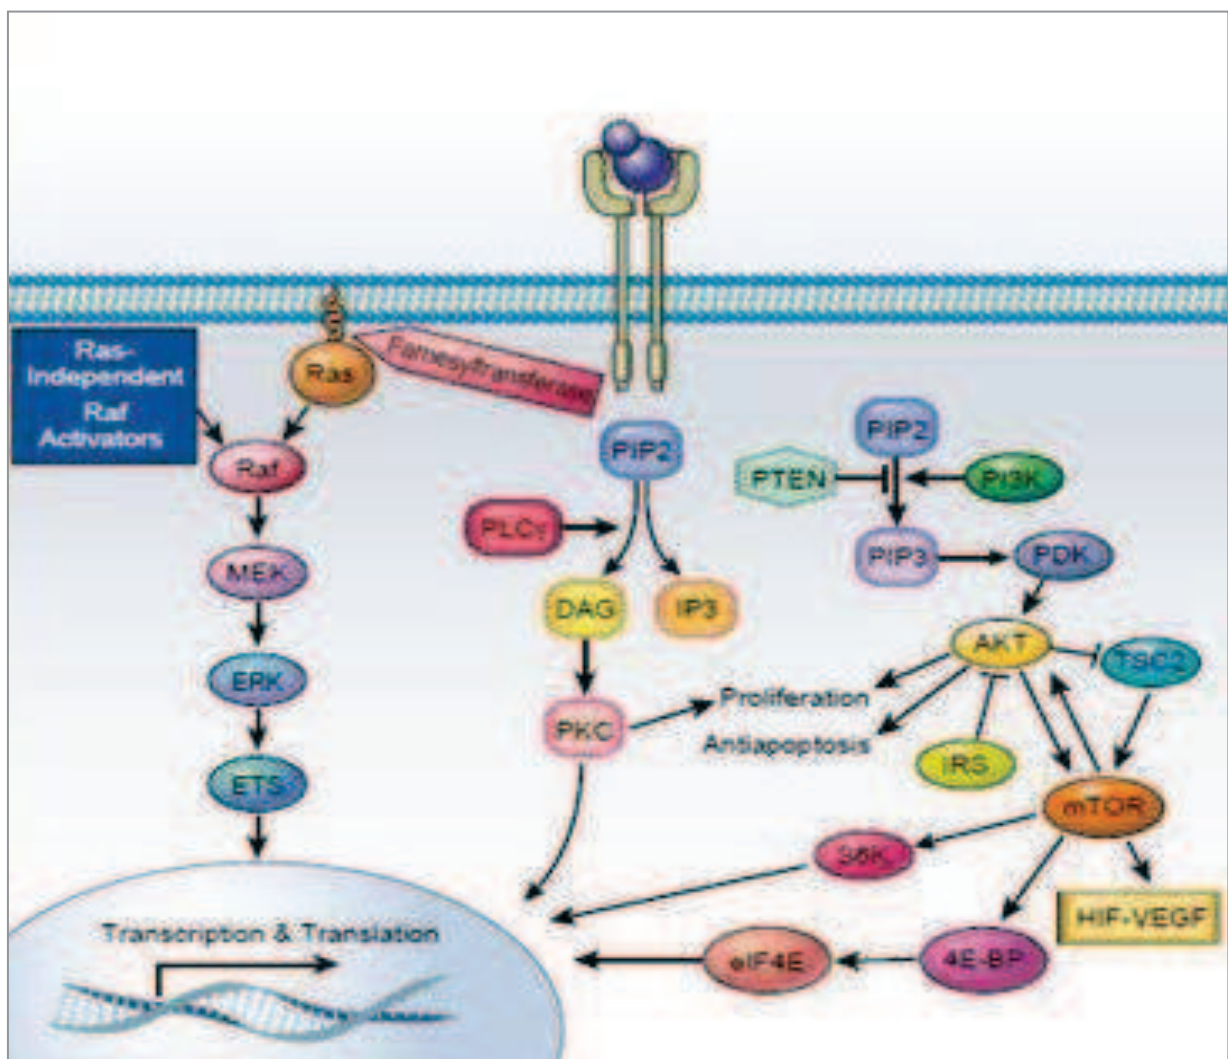 Ras-
Independent
Raf
Activators
Ras
Farnesyltransferase
Raf
MEK
ERK
ETS
PIP2
PLCγ
DAG
IP3
PKC
PIP2
PTEN
PI3K
PIP3
PDK
AKT
TSC2
Proliferation
Antiapoptosis
IRS
mTOR
S6K
HIF-VEGF
4E-BP
eIF4E
Transcription & Translation